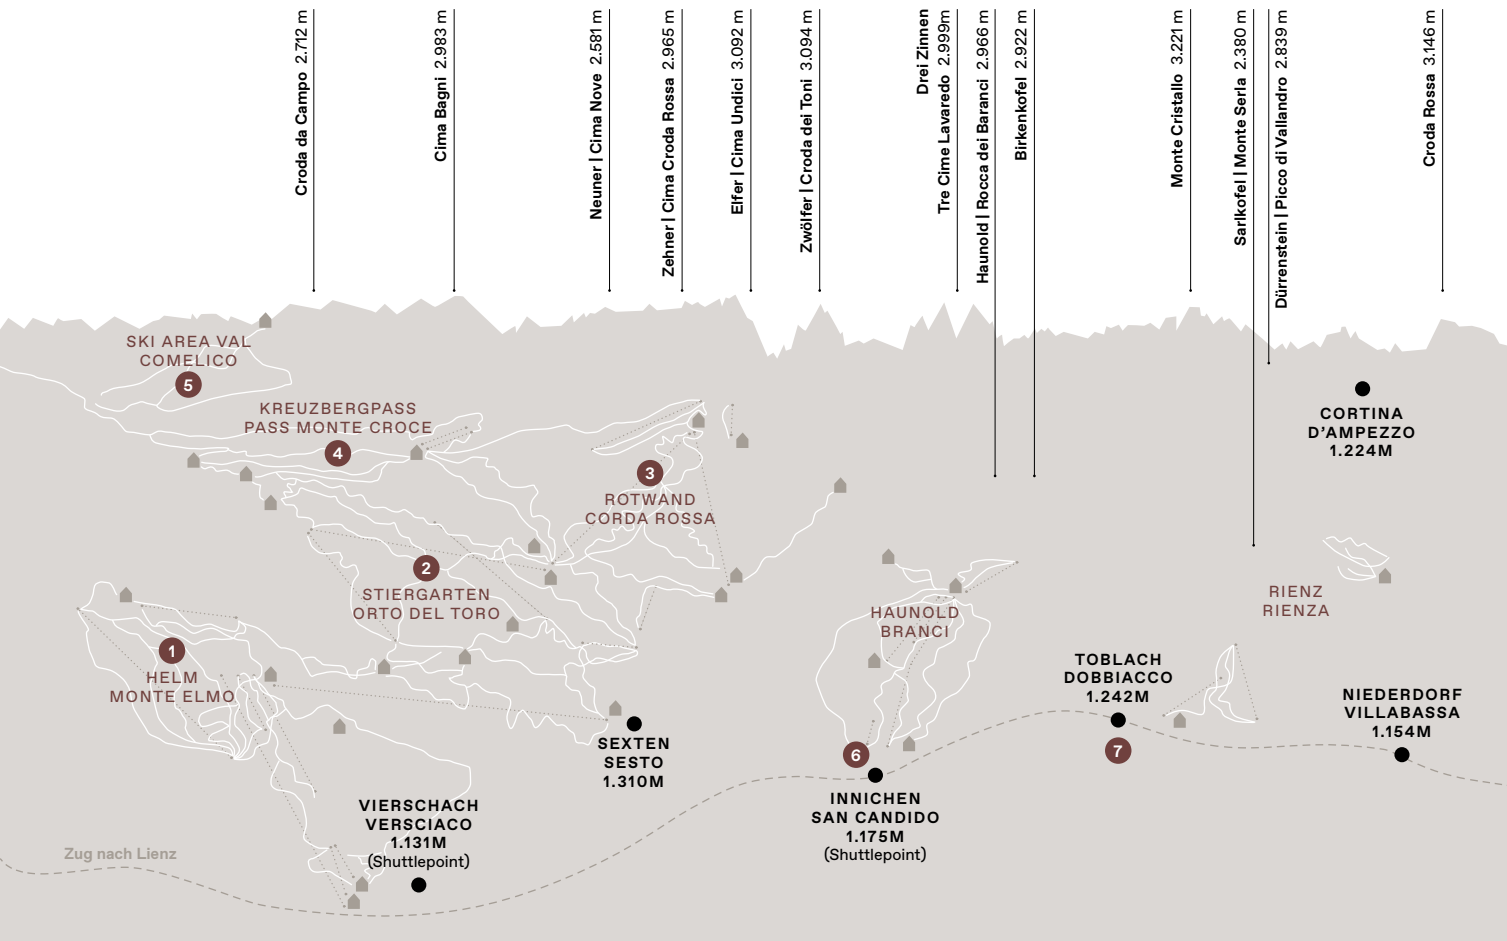 Croda da Campo 2.712 m
Cima Bagni 2.983 m
Neuner | Cima Nove 2.581 m
Zehner | Cima Croda Rossa 2.965 m
Elfer | Cima Undici 3.092 m
Zwölfer | Croda dei Toni 3.094 m
Drei Zinnen
Tre Cime Lavaredo 2.999m
Haunold | Rocca dei Baranci 2.966 m
Birkenkofel 2.922 m
Monte Cristallo 3.221 m
Sarlkofel | Monte Serla 2.380 m
Dürrenstein | Picco di Vallandro 2.839 m
Croda Rossa 3.146 m
SKI AREA VAL
COMELICO
5
KREUZBERGPASS
PASS MONTE CROCE
4
3
ROTWAND
CORDA ROSSA
2
STIERGARTEN
ORTO DEL TORO
1
HELM
MONTE ELMO
HAUNOLD
BRANCI
RIENZ
RIENZA
CORTINA
D'AMPEZZO
1.224M
TOBLACH
DOBBIACCO
1.242M
7
NIEDERDORF
VILLABASSA
1.154M
SEXTEN
SESTO
1.310M
6
INNICHEN
SAN CANDIDO
1.175M
(Shuttlepoint)
VIERSCHACH
VERSCIACO
1.131M
(Shuttlepoint)
Zug nach Lienz